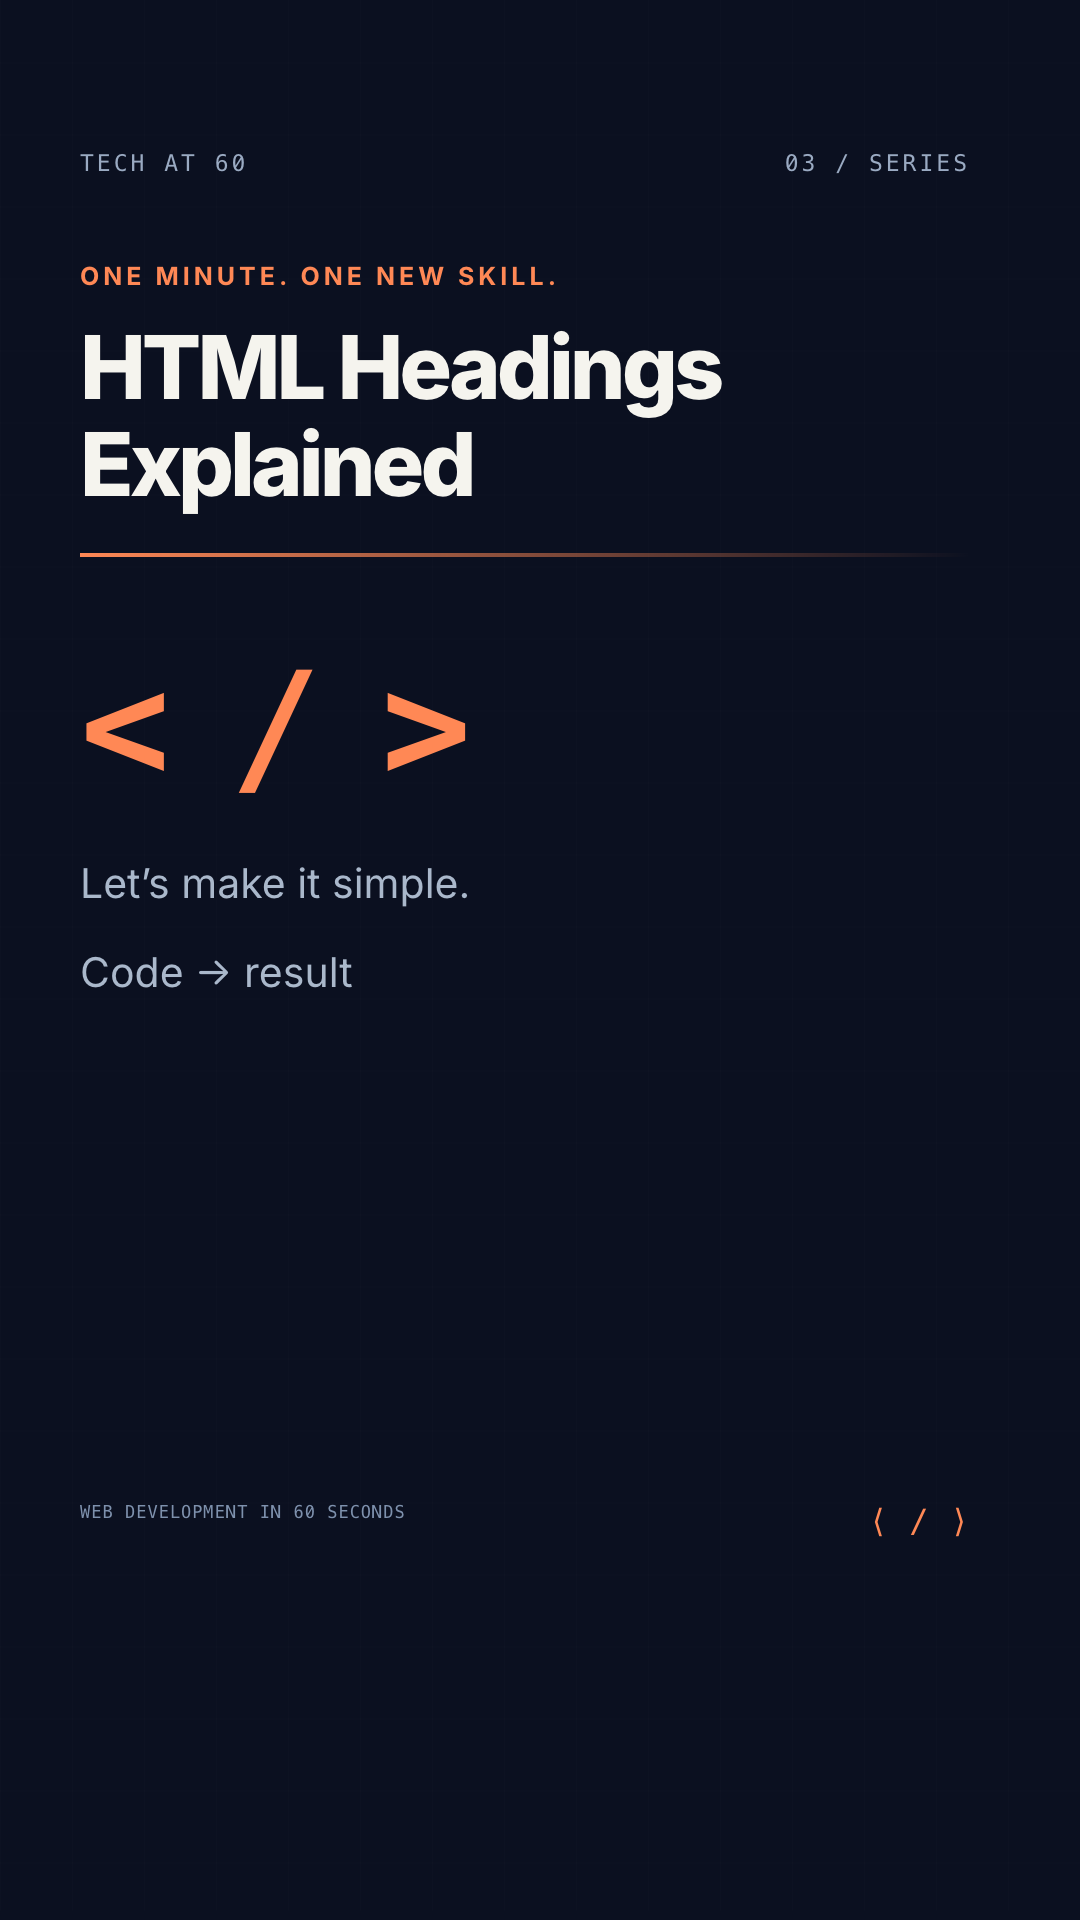 TECH AT 60
03 / SERIES
ONE MINUTE. ONE NEW SKILL.
HTML Headings
Explained
< / >
Let’s make it simple.
Code → result
WEB DEVELOPMENT IN 60 SECONDS
⟨ / ⟩